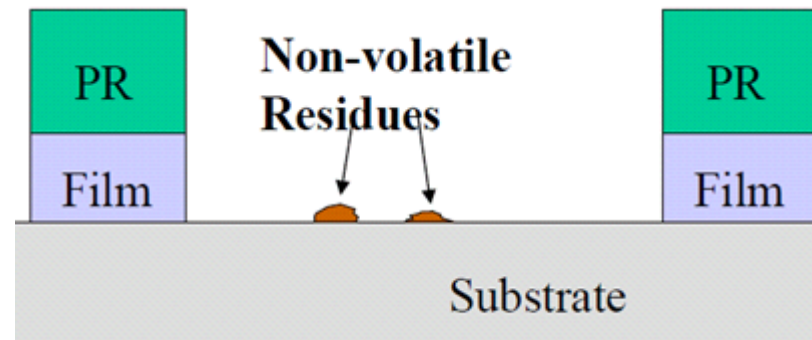 PR
Non-volatile
Residues
PR
Film
Film
Substrate